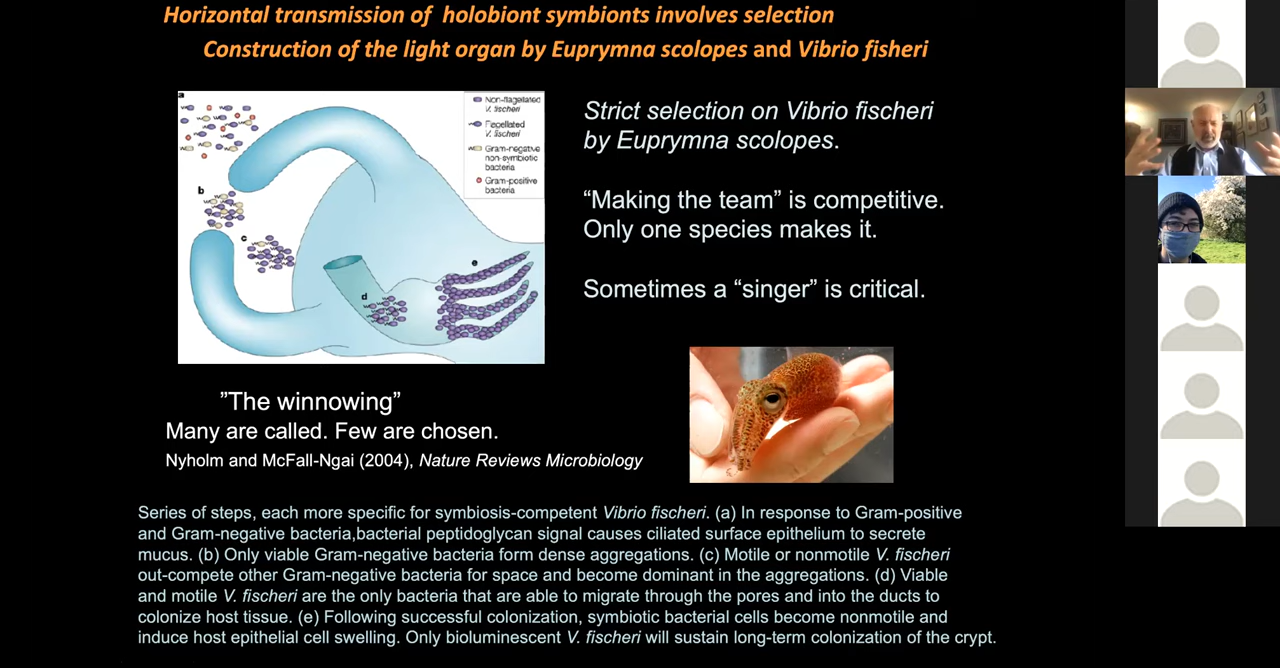 Horizontal transmission of holobiont symbionts involves selection
Construction of the light organ by Euprymna scolopes and Vibrio fisheri
a
Non-flagellated
V. fischeri
Flagellated
V. fischeri
Gram-negative
non-symbiotic
bacteria
Gram-positive
bacteria
b
c
d
e
Strict selection on Vibrio fischeri
by Euprymna scolopes.
“Making the team” is competitive.
Only one species makes it.
Sometimes a “singer” is critical.
”The winnowing”
Many are called. Few are chosen.
Nyholm and McFall-Ngai (2004), Nature Reviews Microbiology
Series of steps, each more specific for symbiosis-competent Vibrio fischeri. (a) In response to Gram-positive
and Gram-negative bacteria,bacterial peptidoglycan signal causes ciliated surface epithelium to secrete
mucus. (b) Only viable Gram-negative bacteria form dense aggregations. (c) Motile or nonmotile V. fischeri
out-compete other Gram-negative bacteria for space and become dominant in the aggregations. (d) Viable
and motile V. fischeri are the only bacteria that are able to migrate through the pores and into the ducts to
colonize host tissue. (e) Following successful colonization, symbiotic bacterial cells become nonmotile and
induce host epithelial cell swelling. Only bioluminescent V. fischeri will sustain long-term colonization of the crypt.